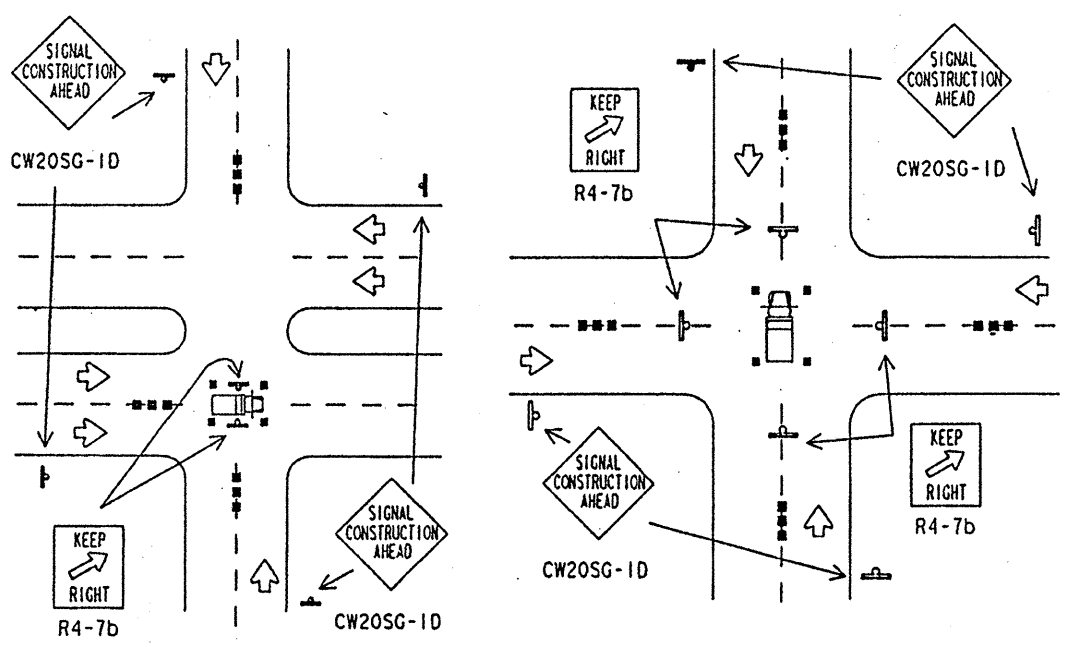 SIGNAL
CONSTRUCTION
AHEAD
CW20SG-1D
KEEP
RIGHT
R4-7b
SIGNAL
CONSTRUCTION
AHEAD
CW20SG-1D
KEEP
RIGHT
R4-7b
SIGNAL
CONSTRUCTION
AHEAD
CW20SG-1D
SIGNAL
CONSTRUCTION
AHEAD
CW20SG-1D
KEEP
RIGHT
R4-7b